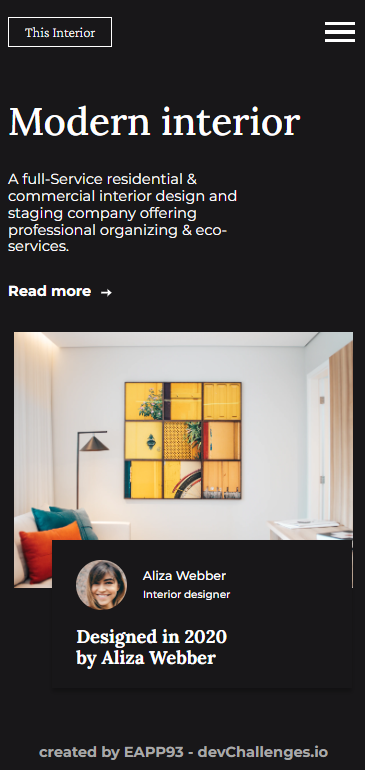 This Interior
Modern interior
A full-Service residential &
commercial interior design and
staging company offering
professional organizing & eco-
services.
Read more →
Aliza Webber
Interior designer
Designed in 2020
by Aliza Webber
created by EAPP93 - devChallenges.io